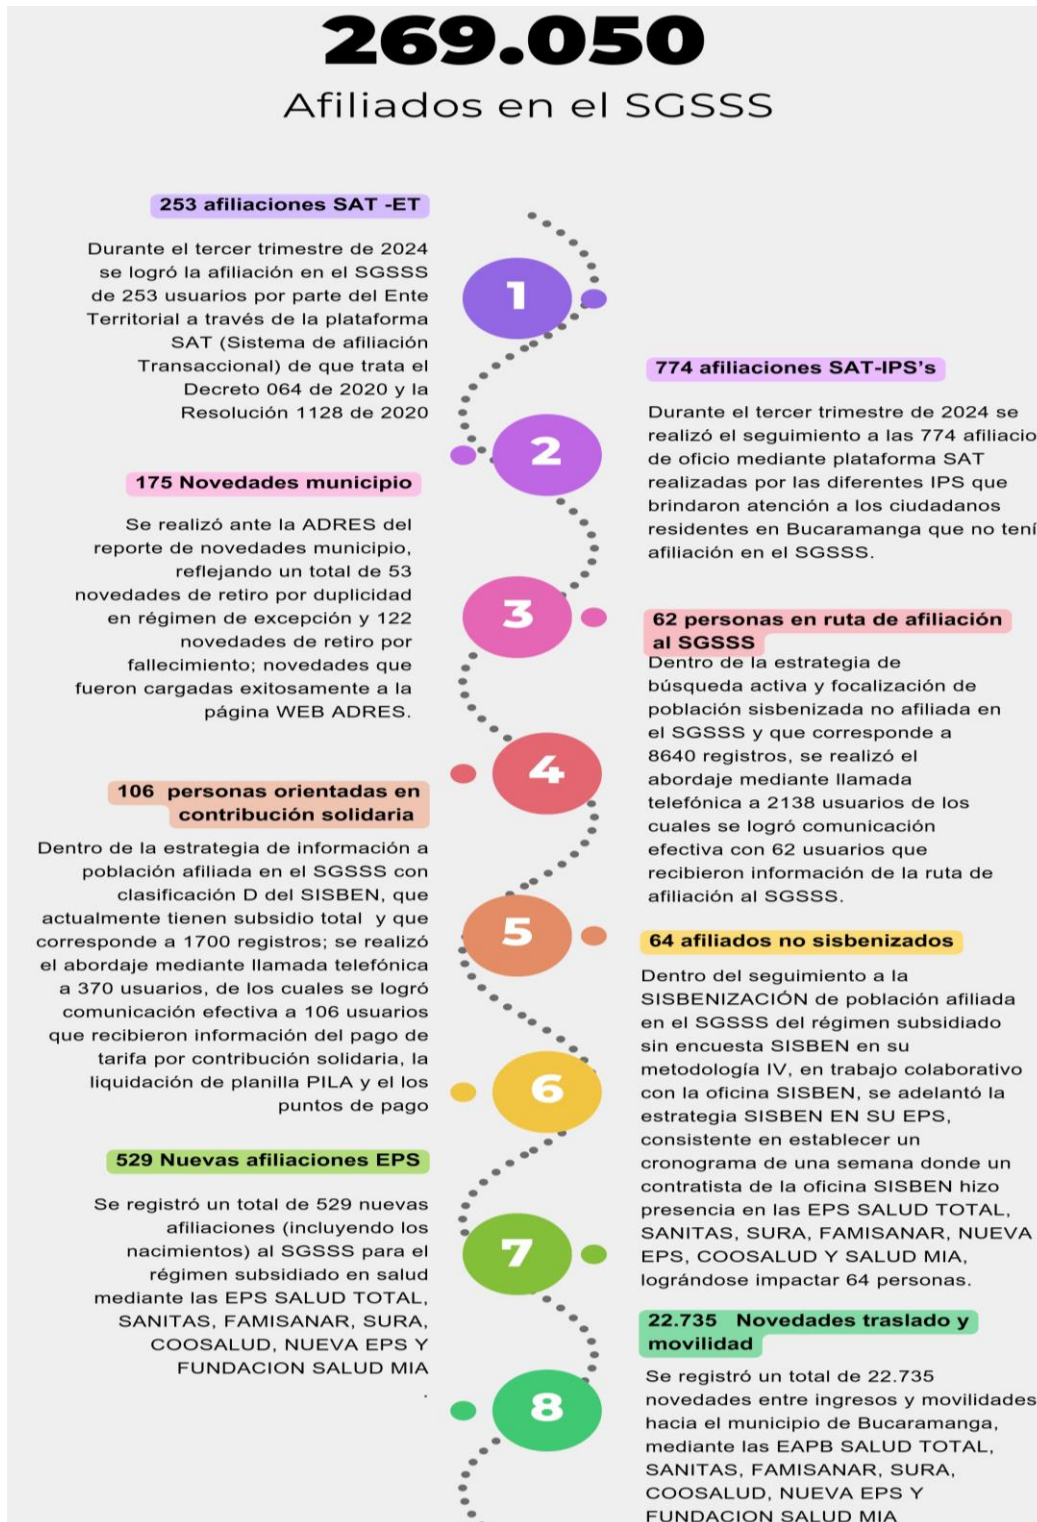 269.050
Afiliados en el SGSSS
253 afiliaciones SAT -ET
Durante el tercer trimestre de 2024
se logró la afiliación en el SGSSS
de 253 usuarios por parte del Ente
Territorial a través de la plataforma
SAT (Sistema de afiliación
Transaccional) de que trata el
Decreto 064 de 2020 y la
Resolución 1128 de 2020
1
774 afiliaciones SAT-IPS's
Durante el tercer trimestre de 2024 se
realizó el seguimiento a las 774 afiliacio
de oficio mediante plataforma SAT
realizadas por las diferentes IPS que
brindaron atención a los ciudadanos
residentes en Bucaramanga que no tení
afiliación en el SGSSS.
2
175 Novedades municipio
Se realizó ante la ADRES del
reporte de novedades municipio,
reflejando un total de 53
novedades de retiro por duplicidad
en régimen de excepción y 122
novedades de retiro por
fallecimiento; novedades que
fueron cargadas exitosamente a la
página WEB ADRES.
3
62 personas en ruta de afiliación
al SGSSS
Dentro de la estrategia de
búsqueda activa y focalización de
población sisbenizada no afiliada en
el SGSSS y que corresponde a
8640 registros, se realizó el
abordaje mediante llamada
telefónica a 2138 usuarios de los
cuales se logró comunicación
efectiva con 62 usuarios que
recibieron información de la ruta de
afiliación al SGSSS.
4
106 personas orientadas en
contribución solidaria
Dentro de la estrategia de información a
población afiliada en el SGSSS con
clasificación D del SISBEN, que
actualmente tienen subsidio total y que
corresponde a 1700 registros; se realizó
el abordaje mediante llamada telefónica
a 370 usuarios, de los cuales se logró
comunicación efectiva a 106 usuarios
que recibieron información del pago de
tarifa por contribución solidaria, la
liquidación de planilla PILA y el los
puntos de pago
5
64 afiliados no sisbenizados
Dentro del seguimiento a la
SISBENIZACIÓN de población afiliada
en el SGSSS del régimen subsidiado
sin encuesta SISBEN en su
metodología IV, en trabajo colaborativo
con la oficina SISBEN, se adelantó la
estrategia SISBEN EN SU EPS,
consistente en establecer un
cronograma de una semana donde un
contratista de la oficina SISBEN hizo
presencia en las EPS SALUD TOTAL,
SANITAS, SURA, FAMISANAR, NUEVA
EPS, COOSALUD Y SALUD MIA,
lográndose impactar 64 personas.
6
529 Nuevas afiliaciones EPS
Se registró un total de 529 nuevas
afiliaciones (incluyendo los
nacimientos) al SGSSS para el
régimen subsidiado en salud
mediante las EPS SALUD TOTAL,
SANITAS, FAMISANAR, SURA,
COOSALUD, NUEVA EPS Y
FUNDACION SALUD MIA
.
7
22.735 Novedades traslado y
movilidad
Se registró un total de 22.735
novedades entre ingresos y movilidades
hacia el municipio de Bucaramanga,
mediante las EAPB SALUD TOTAL,
SANITAS, FAMISANAR, SURA,
COOSALUD, NUEVA EPS Y
FUNDACION SALUD MIA
8